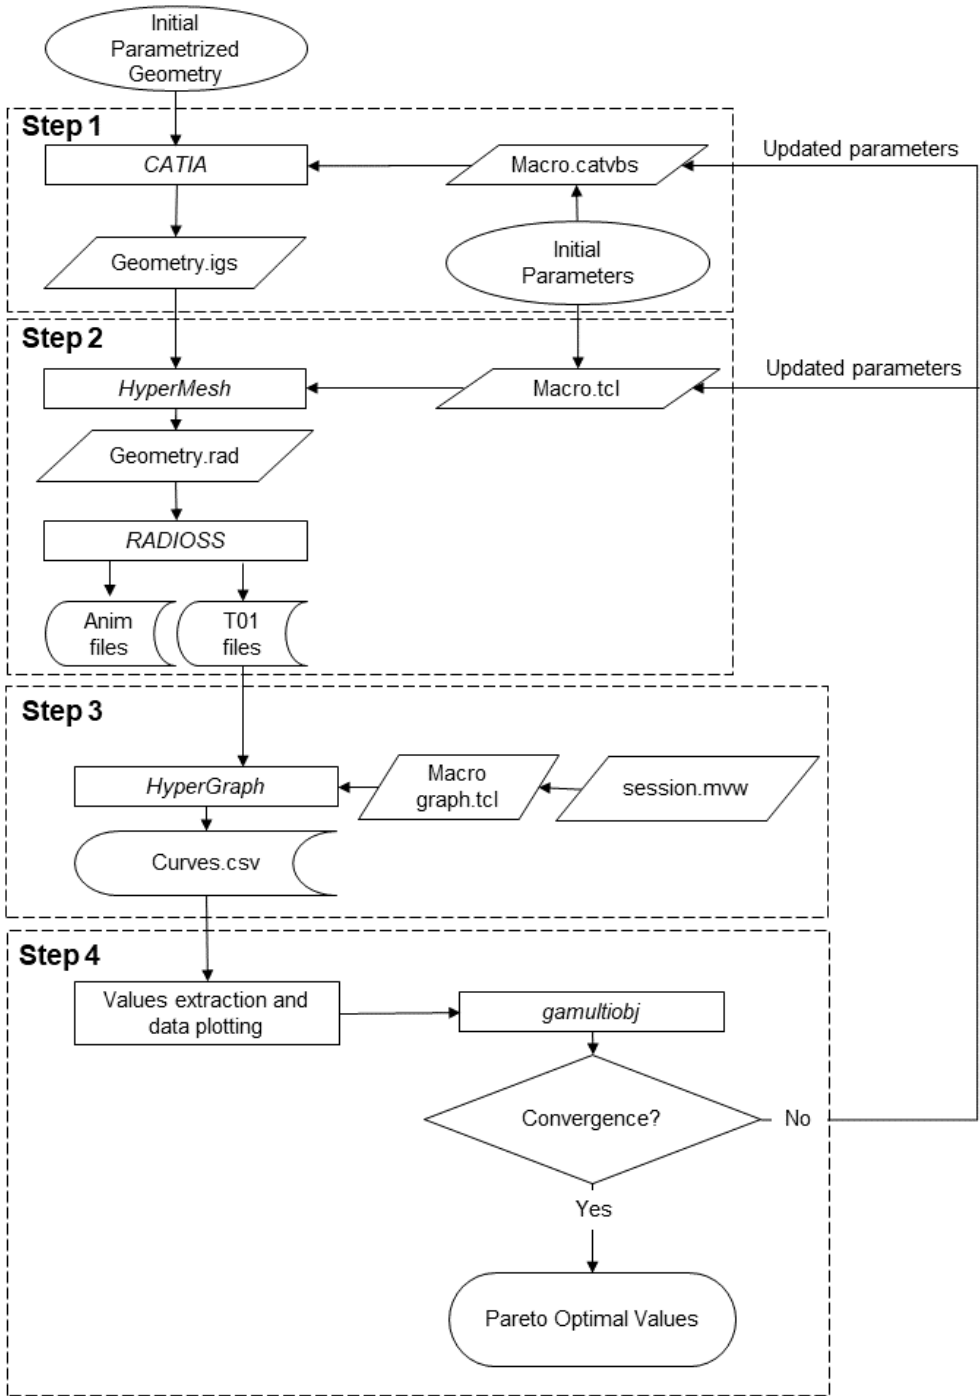 Initial
Parametrized
Geometry
Step 1
CATIA
Macro.catvbs
Updated parameters
Geometry.igs
Initial
Parameters
Step 2
HyperMesh
Macro.tcl
Updated parameters
Geometry.rad
RADIOSS
Anim
files
T01
files
Step 3
HyperGraph
Macro
graph.tcl
session.mvw
Curves.csv
Step 4
Values extraction and
data plotting
gamultiobj
Convergence?
No
Yes
Pareto Optimal Values